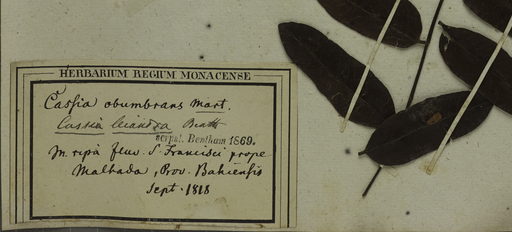 HERBARIUM REGIUM MONACENSE
Cassia obumbrans Mart.
Cassia leiandra Benth
scrps. Bentham 1869.
In ripa fluv. S. Francisci prope
Malhada, Prov. Bahiensis
Sept. 1818